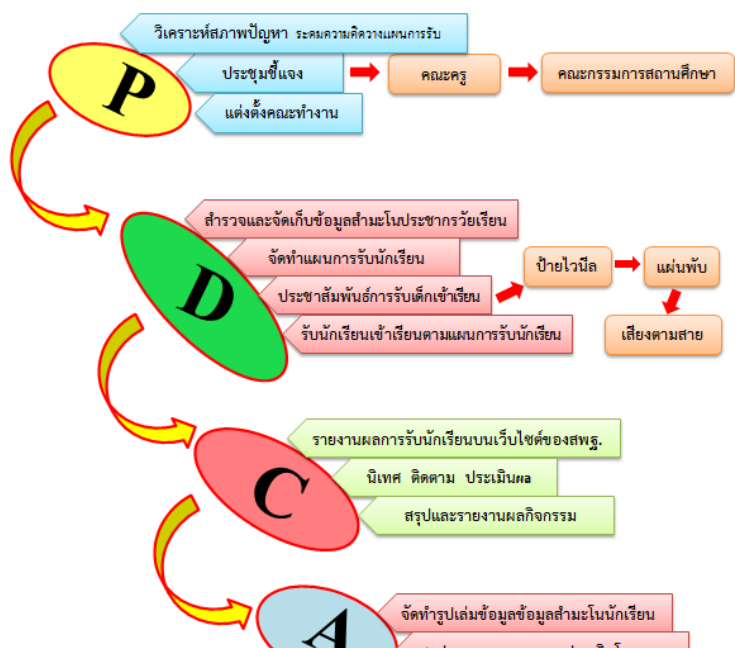 วิเคราะห์สภาพปัญหา ระดมความคิดวางแผนการรับ
P
ประชุมชี้แจง
คณะครู
คณะกรรมการสถานศึกษา
แต่งตั้งคณะทำงาน
สำรวจและจัดเก็บข้อมูลสำมะโนประชากรวัยเรียน
D
จัดทำแผนการรับนักเรียน
ป้ายไวนิล
แผ่นพับ
ประชาสัมพันธ์การรับเด็กเข้าเรียน
รับนักเรียนเข้าเรียนตามแผนการรับนักเรียน
เสียงตามสาย
รายงานผลการรับนักเรียนบนเว็บไซต์ของสพฐ.
C
นิเทศ ติดตาม ประเมินผล
สรุปและรายงานผลกิจกรรม
จัดทำรูปเล่มข้อมูลข้อมูลสำมะโนนักเรียน
A